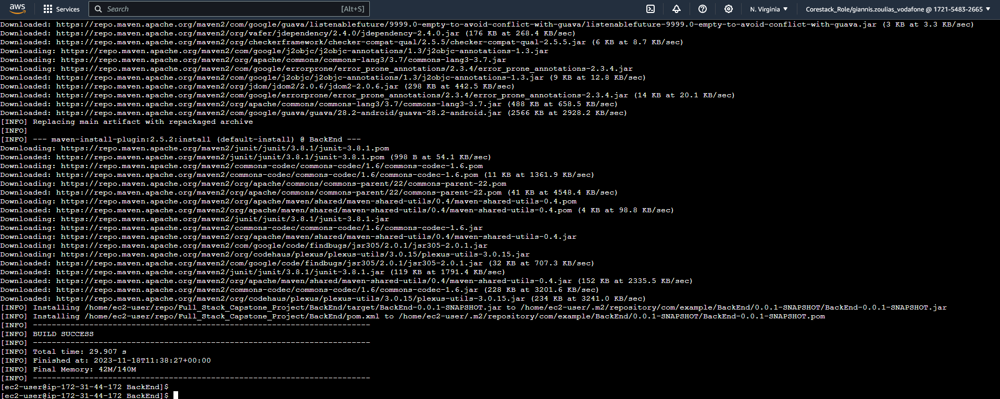 aws Services Search [Alt+S] N. Virginia Corestack_Role/giannis.zoulias_vodafone @ 1721-5483-2665
Downloaded: https://repo.maven.apache.org/maven2/com/google/guava/listenablefuture/9999.0-empty-to-avoid-conflict-with-guava/listenablefuture-9999.0-empty-to-avoid-conflict-with-guava.jar (3 KB at 3.3 KB/sec)
Downloaded: https://repo.maven.apache.org/maven2/org/vafer/jdependency/2.4.0/jdependency-2.4.0.jar (176 KB at 268.4 KB/sec)
Downloaded: https://repo.maven.apache.org/maven2/org/checkerframework/checker-compat-qual/2.5.5/checker-compat-qual-2.5.5.jar (6 KB at 8.7 KB/sec)
Downloading: https://repo.maven.apache.org/maven2/com/google/j2objc/j2objc-annotations/1.3/j2objc-annotations-1.3.jar
Downloading: https://repo.maven.apache.org/maven2/org/apache/commons/commons-lang3/3.7/commons-lang3-3.7.jar
Downloading: https://repo.maven.apache.org/maven2/com/google/errorprone/error_prone_annotations/2.3.4/error_prone_annotations-2.3.4.jar
Downloaded: https://repo.maven.apache.org/maven2/com/google/j2objc/j2objc-annotations/1.3/j2objc-annotations-1.3.jar (9 KB at 12.8 KB/sec)
Downloaded: https://repo.maven.apache.org/maven2/org/jdom/jdom2/2.0.6/jdom2-2.0.6.jar (298 KB at 442.5 KB/sec)
Downloaded: https://repo.maven.apache.org/maven2/com/google/errorprone/error_prone_annotations/2.3.4/error_prone_annotations-2.3.4.jar (14 KB at 20.1 KB/sec)
Downloaded: https://repo.maven.apache.org/maven2/org/apache/commons/commons-lang3/3.7/commons-lang3-3.7.jar (488 KB at 658.5 KB/sec)
Downloaded: https://repo.maven.apache.org/maven2/com/google/guava/guava/28.2-android/guava-28.2-android.jar (2566 KB at 2928.2 KB/sec)
[INFO] Replacing main artifact with repackaged archive
[INFO]
[INFO] --- maven-install-plugin:2.5.2:install (default-install) @ BackEnd ---
Downloading: https://repo.maven.apache.org/maven2/junit/junit/3.8.1/junit-3.8.1.pom
Downloaded: https://repo.maven.apache.org/maven2/junit/junit/3.8.1/junit-3.8.1.pom (998 B at 54.1 KB/sec)
Downloading: https://repo.maven.apache.org/maven2/commons-codec/commons-codec/1.6/commons-codec-1.6.pom
Downloaded: https://repo.maven.apache.org/maven2/commons-codec/commons-codec/1.6/commons-codec-1.6.pom (11 KB at 1361.9 KB/sec)
Downloading: https://repo.maven.apache.org/maven2/org/apache/commons/commons-parent/22/commons-parent-22.pom
Downloaded: https://repo.maven.apache.org/maven2/org/apache/commons/commons-parent/22/commons-parent-22.pom (41 KB at 4548.4 KB/sec)
Downloading: https://repo.maven.apache.org/maven2/org/apache/maven/shared/maven-shared-utils/0.4/maven-shared-utils-0.4.pom
Downloaded: https://repo.maven.apache.org/maven2/org/apache/maven/shared/maven-shared-utils/0.4/maven-shared-utils-0.4.pom (4 KB at 98.8 KB/sec)
Downloading: https://repo.maven.apache.org/maven2/junit/junit/3.8.1/junit-3.8.1.jar
Downloading: https://repo.maven.apache.org/maven2/commons-codec/commons-codec/1.6/commons-codec-1.6.jar
Downloading: https://repo.maven.apache.org/maven2/org/apache/maven/shared/maven-shared-utils/0.4/maven-shared-utils-0.4.jar
Downloading: https://repo.maven.apache.org/maven2/com/google/code/findbugs/jsr305/2.0.1/jsr305-2.0.1.jar
Downloading: https://repo.maven.apache.org/maven2/org/codehaus/plexus/plexus-utils/3.0.15/plexus-utils-3.0.15.jar
Downloaded: https://repo.maven.apache.org/maven2/com/google/code/findbugs/jsr305/2.0.1/jsr305-2.0.1.jar (32 KB at 707.3 KB/sec)
Downloaded: https://repo.maven.apache.org/maven2/junit/junit/3.8.1/junit-3.8.1.jar (119 KB at 1791.4 KB/sec)
Downloaded: https://repo.maven.apache.org/maven2/org/apache/maven/shared/maven-shared-utils/0.4/maven-shared-utils-0.4.jar (152 KB at 2335.5 KB/sec)
Downloaded: https://repo.maven.apache.org/maven2/commons-codec/commons-codec/1.6/commons-codec-1.6.jar (228 KB at 3201.6 KB/sec)
Downloaded: https://repo.maven.apache.org/maven2/org/codehaus/plexus/plexus-utils/3.0.15/plexus-utils-3.0.15.jar (234 KB at 3241.0 KB/sec)
[INFO] Installing /home/ec2-user/repo/Full_Stack_Capstone_Project/BackEnd/target/BackEnd-0.0.1-SNAPSHOT.jar to /home/ec2-user/.m2/repository/com/example/BackEnd/0.0.1-SNAPSHOT/BackEnd-0.0.1-SNAPSHOT.jar
[INFO] Installing /home/ec2-user/repo/Full_Stack_Capstone_Project/BackEnd/pom.xml to /home/ec2-user/.m2/repository/com/example/BackEnd/0.0.1-SNAPSHOT/BackEnd-0.0.1-SNAPSHOT.pom
[INFO] ------------------------------------------------------------------------
[INFO] BUILD SUCCESS
[INFO] ------------------------------------------------------------------------
[INFO] Total time: 29.907 s
[INFO] Finished at: 2023-11-18T11:38:27+00:00
[INFO] Final Memory: 42M/140M
[INFO] ------------------------------------------------------------------------
[ec2-user@ip-172-31-44-172 BackEnd]$
[ec2-user@ip-172-31-44-172 BackEnd]$